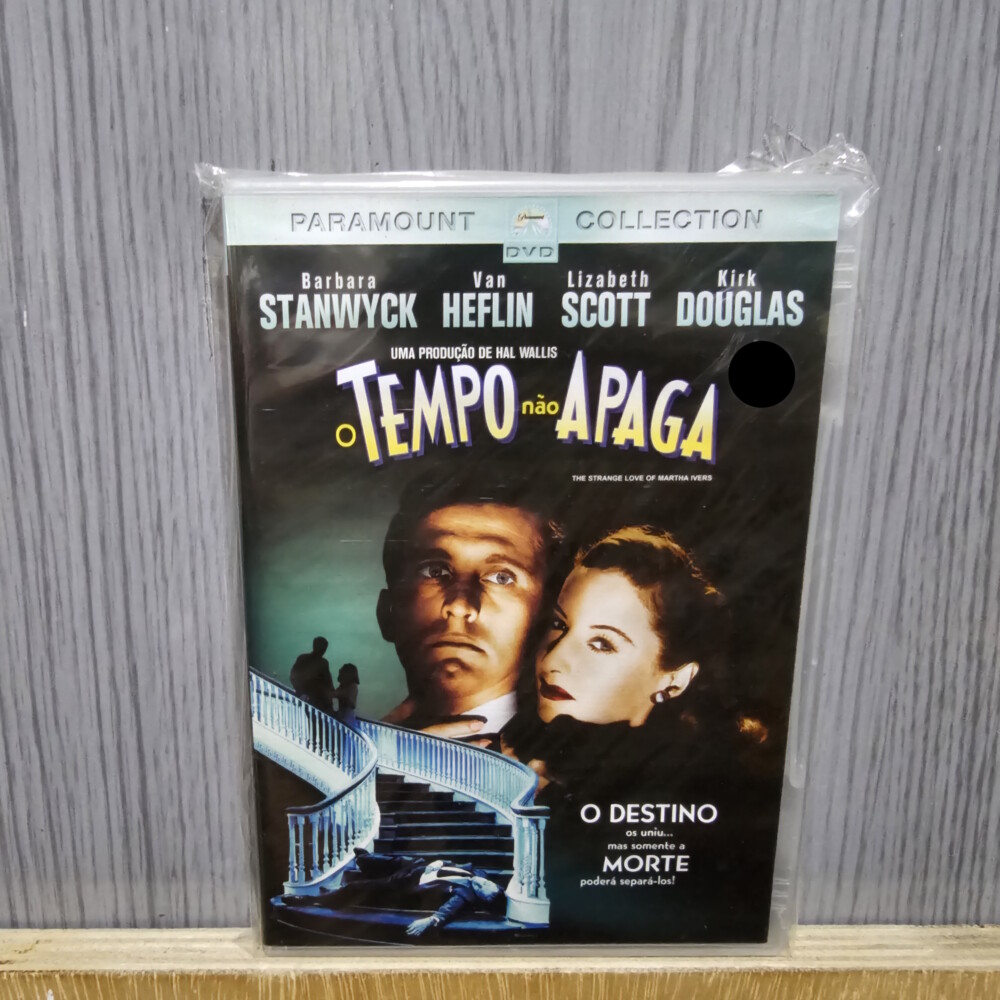 PARAMOUNT COLLECTION
Paramount
DVD
Barbara STANWYCK
Van HEFLIN
Lizabeth SCOTT
Kirk DOUGLAS
UMA PRODUÇÃO DE HAL WALLIS
O TEMPO não APAGA
THE STRANGE LOVE OF MARTHA IVERS
O DESTINO
os uniu...
mas somente a
MORTE
poderá separá-los!